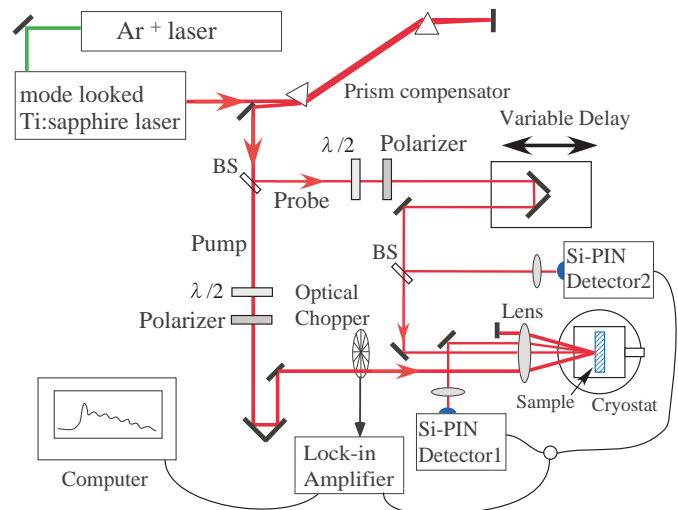 Ar + laser
mode looked
Ti:sapphire laser
Prism compensator
Variable Delay
λ/2
Polarizer
BS
Probe
Pump
BS
Si-PIN
Detector2
λ/2
Optical
Chopper
Polarizer
Lens
Sample
Cryostat
Si-PIN
Detector1
Lock-in
Amplifier
Computer